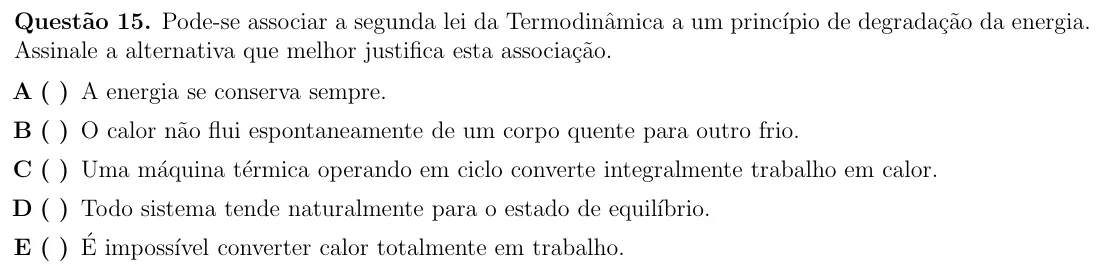 Questão 15. Pode-se associar a segunda lei da Termodinâmica a um princípio de degradação da energia.
Assinale a alternativa que melhor justifica esta associação.
A ( ) A energia se conserva sempre.
B ( ) O calor não flui espontaneamente de um corpo quente para outro frio.
C ( ) Uma máquina térmica operando em ciclo converte integralmente trabalho em calor.
D ( ) Todo sistema tende naturalmente para o estado de equilíbrio.
E ( ) É impossível converter calor totalmente em trabalho.